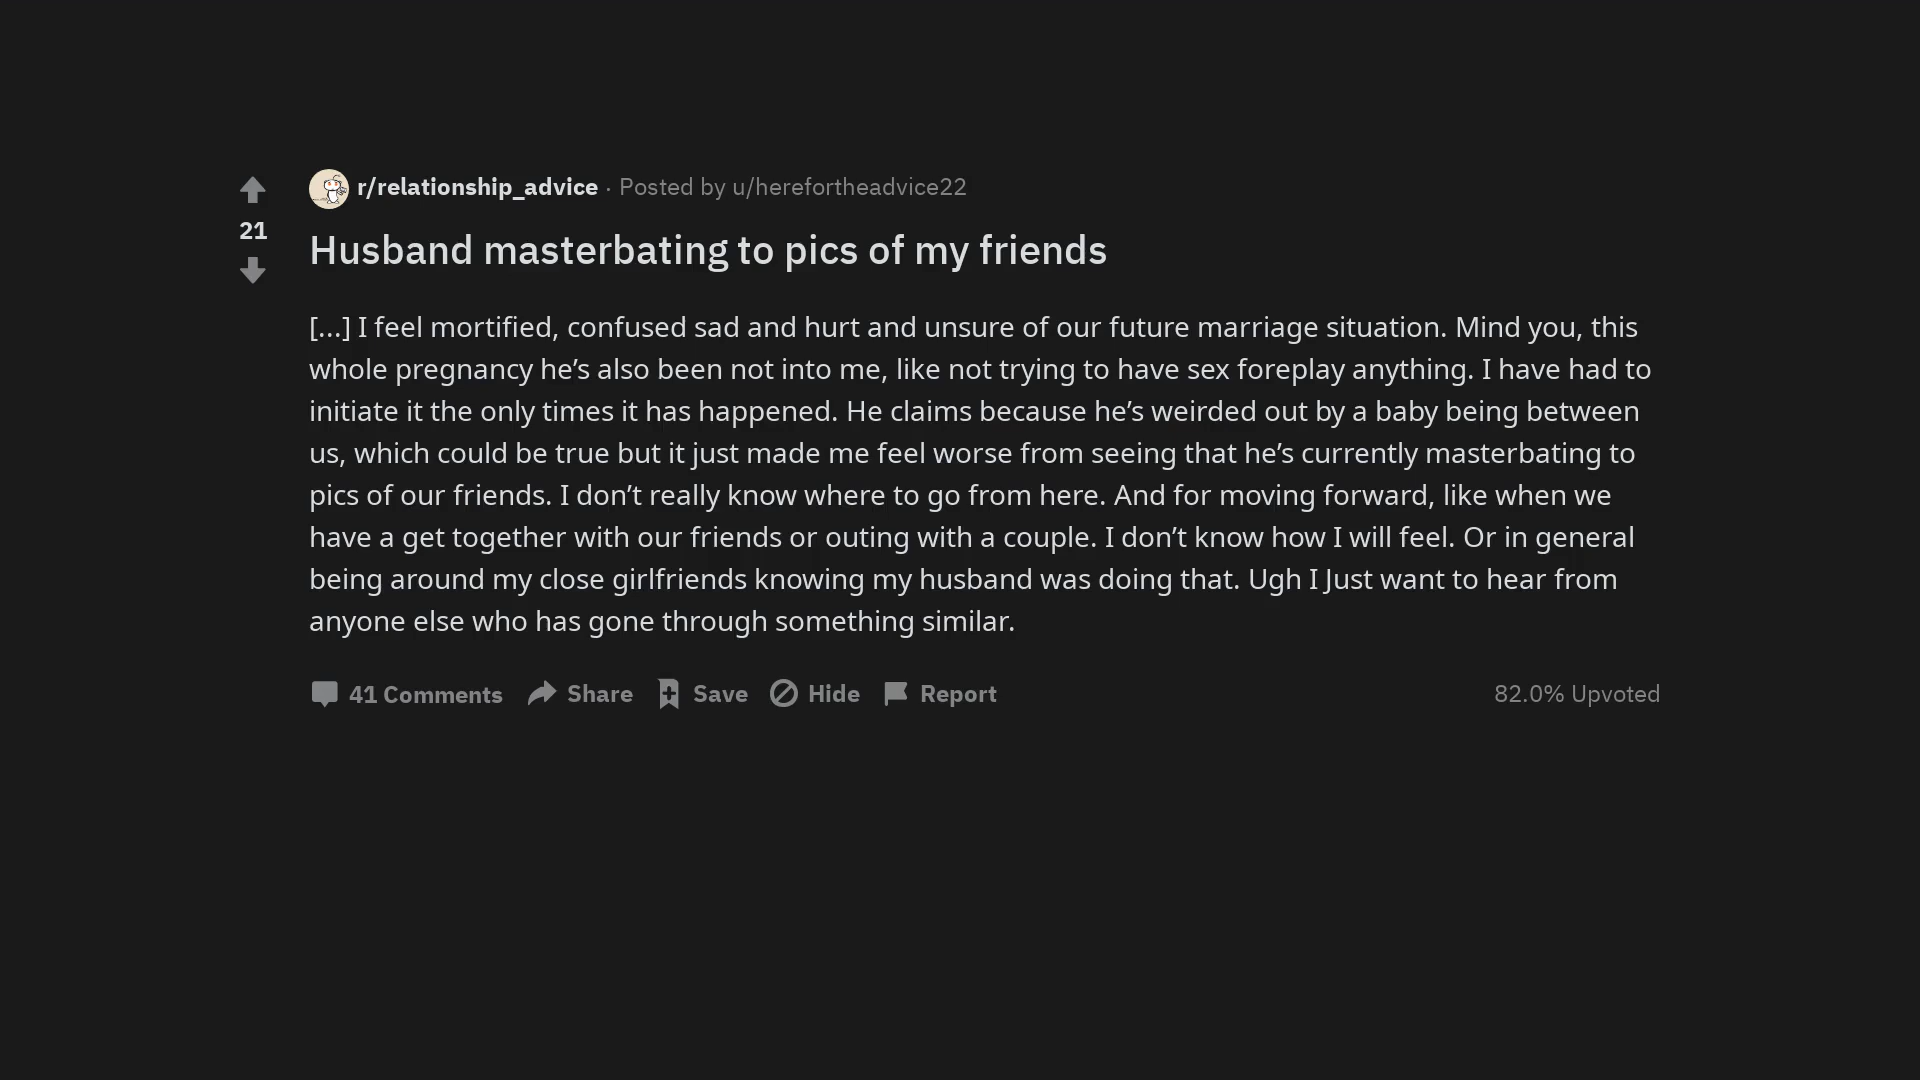 r/relationship_advice · Posted by u/herefortheadvice22
21
Husband masterbating to pics of my friends
[...] I feel mortified, confused sad and hurt and unsure of our future marriage situation. Mind you, this
whole pregnancy he’s also been not into me, like not trying to have sex foreplay anything. I have had to
initiate it the only times it has happened. He claims because he’s weirded out by a baby being between
us, which could be true but it just made me feel worse from seeing that he’s currently masterbating to
pics of our friends. I don’t really know where to go from here. And for moving forward, like when we
have a get together with our friends or outing with a couple. I don’t know how I will feel. Or in general
being around my close girlfriends knowing my husband was doing that. Ugh I Just want to hear from
anyone else who has gone through something similar.
41 Comments Share Save Hide Report 82.0% Upvoted